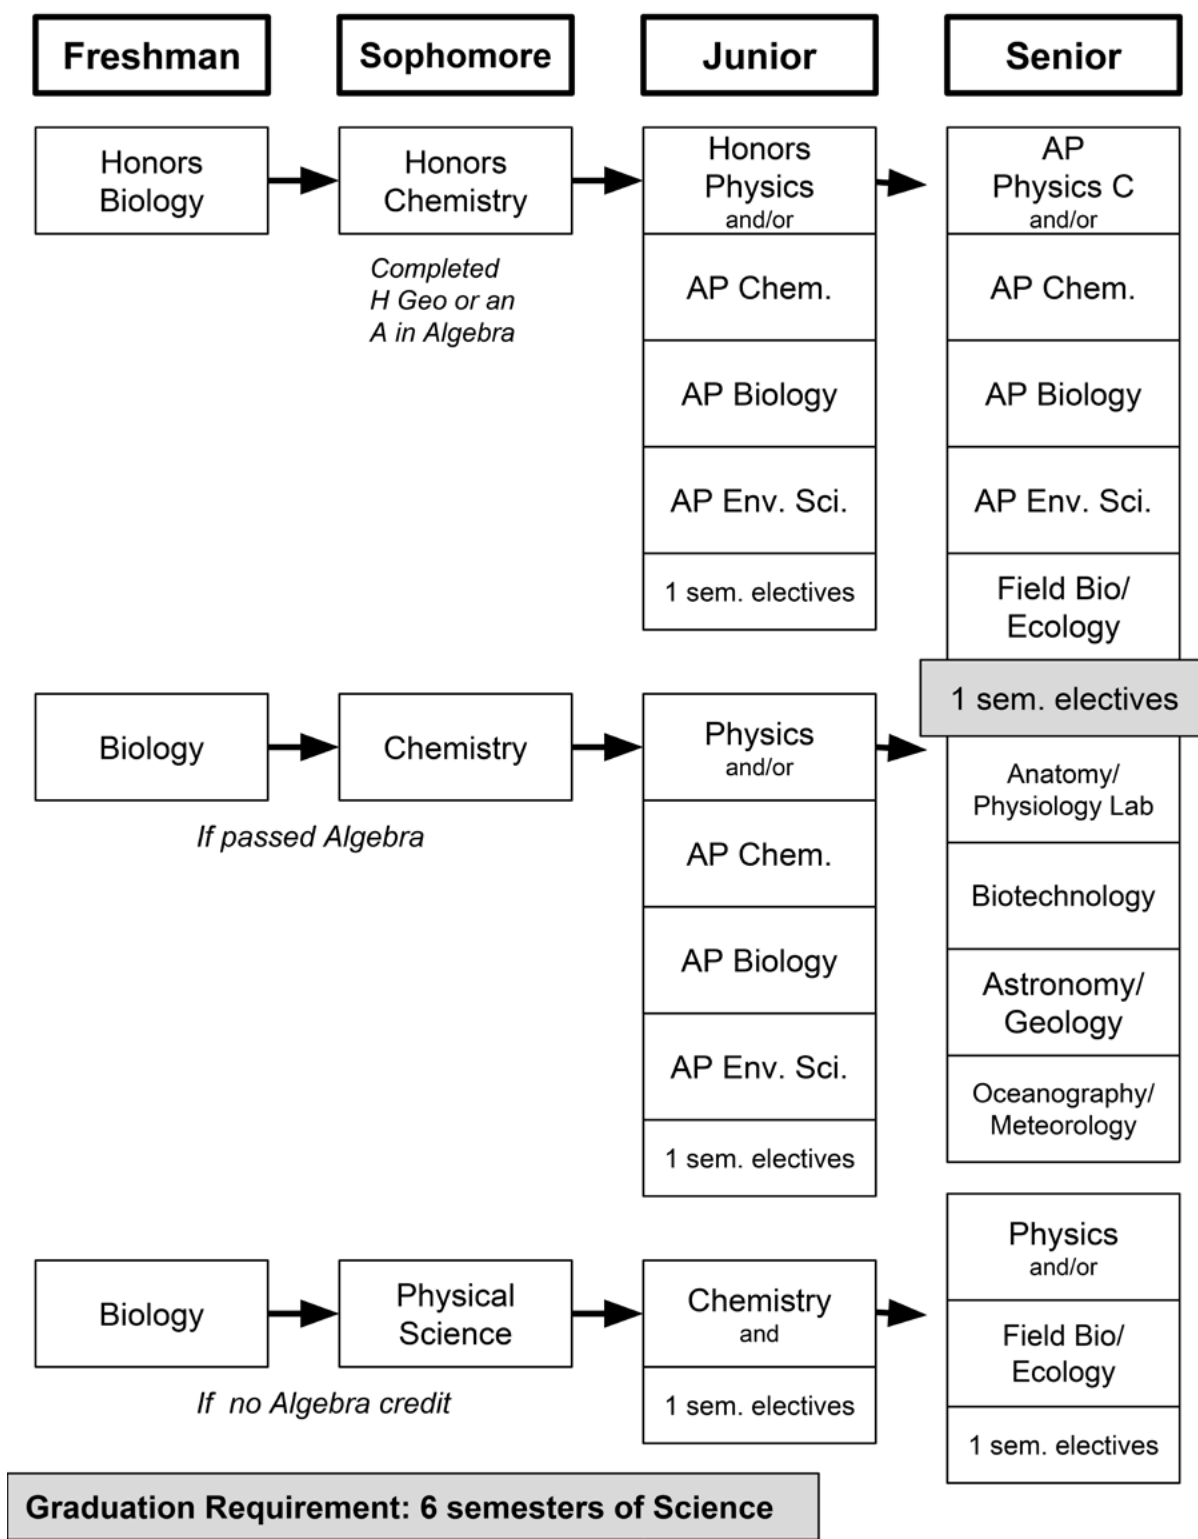 Freshman
Sophomore
Junior
Senior
Honors
Biology
Honors
Chemistry
Completed
H Geo or an
A in Algebra
Honors
Physics
and/or
AP Chem.
AP Biology
AP Env. Sci.
1 sem. electives
AP
Physics C
and/or
AP Chem.
AP Biology
AP Env. Sci.
Field Bio/
Ecology
1 sem. electives
Anatomy/
Physiology Lab
Biotechnology
Astronomy/
Geology
Oceanography/
Meteorology
Biology
Chemistry
If passed Algebra
Physics
and/or
AP Chem.
AP Biology
AP Env. Sci.
1 sem. electives
Biology
Physical
Science
If no Algebra credit
Chemistry
and
1 sem. electives
Physics
and/or
Field Bio/
Ecology
1 sem. electives
Graduation Requirement: 6 semesters of Science